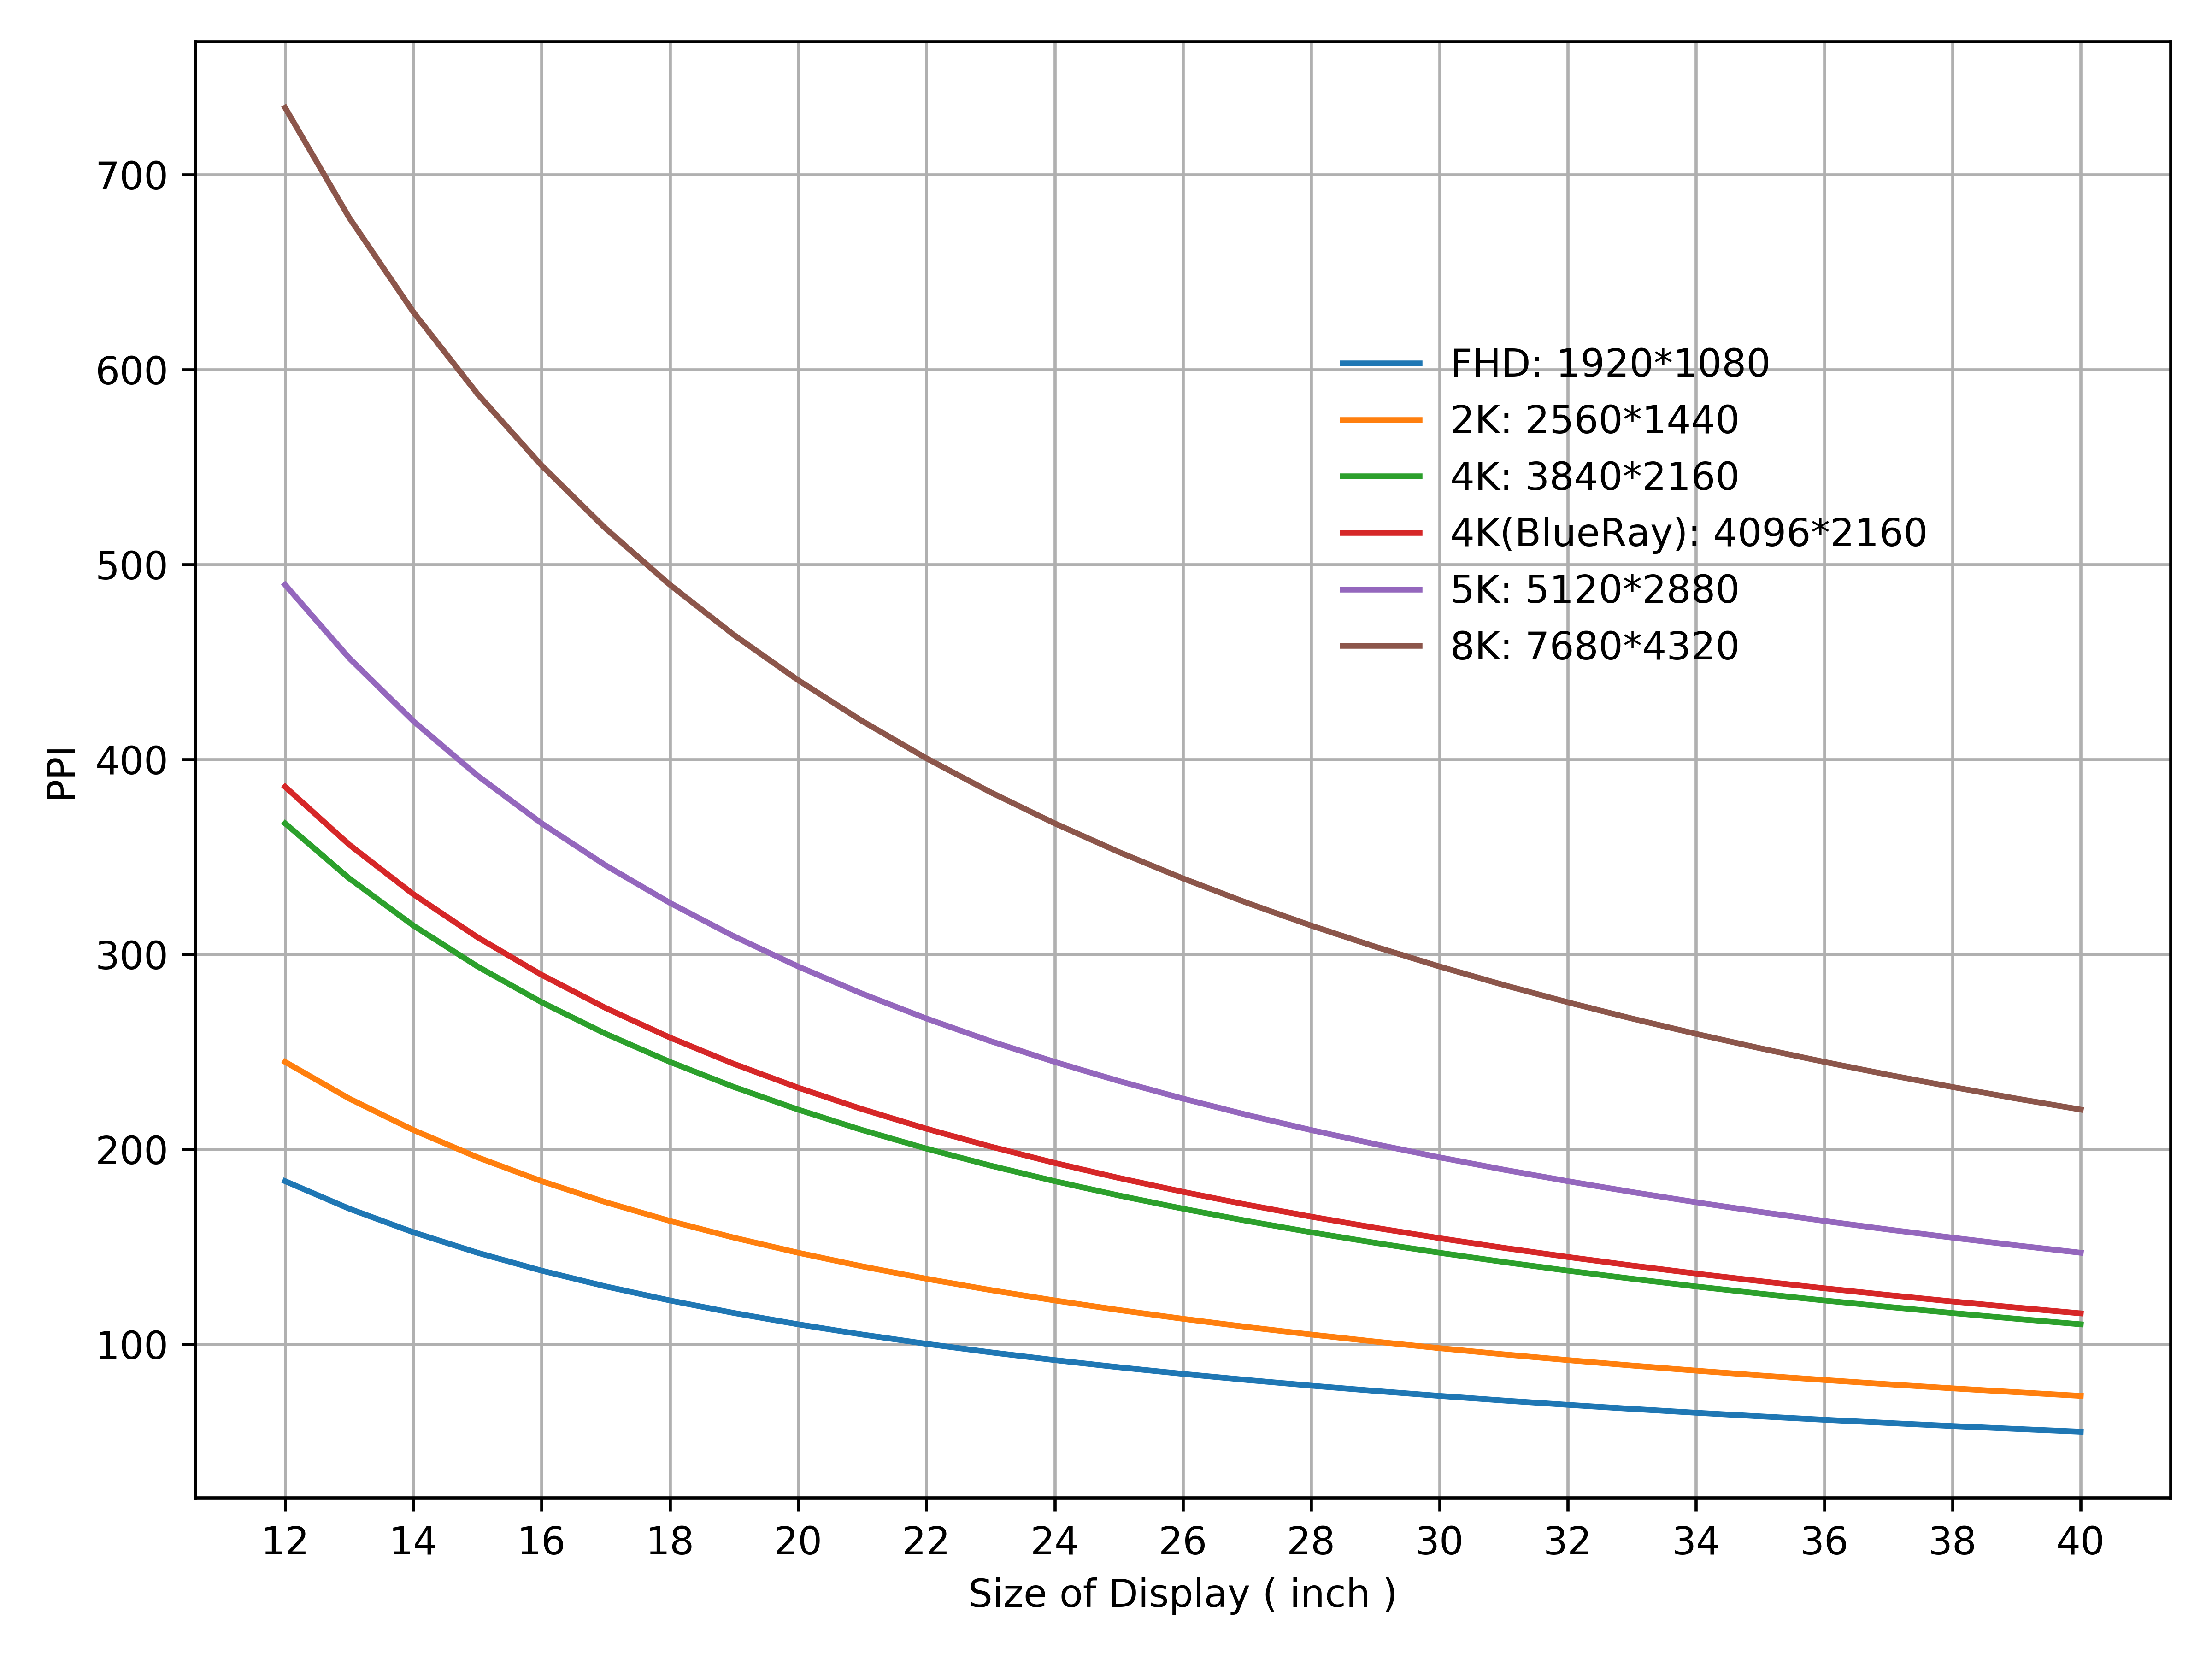 700
600
500
400
300
200
100
PPI
FHD: 1920*1080
2K: 2560*1440
4K: 3840*2160
4K(BlueRay): 4096*2160
5K: 5120*2880
8K: 7680*4320
12 14 16 18 20 22 24 26 28 30 32 34 36 38 40
Size of Display ( inch )